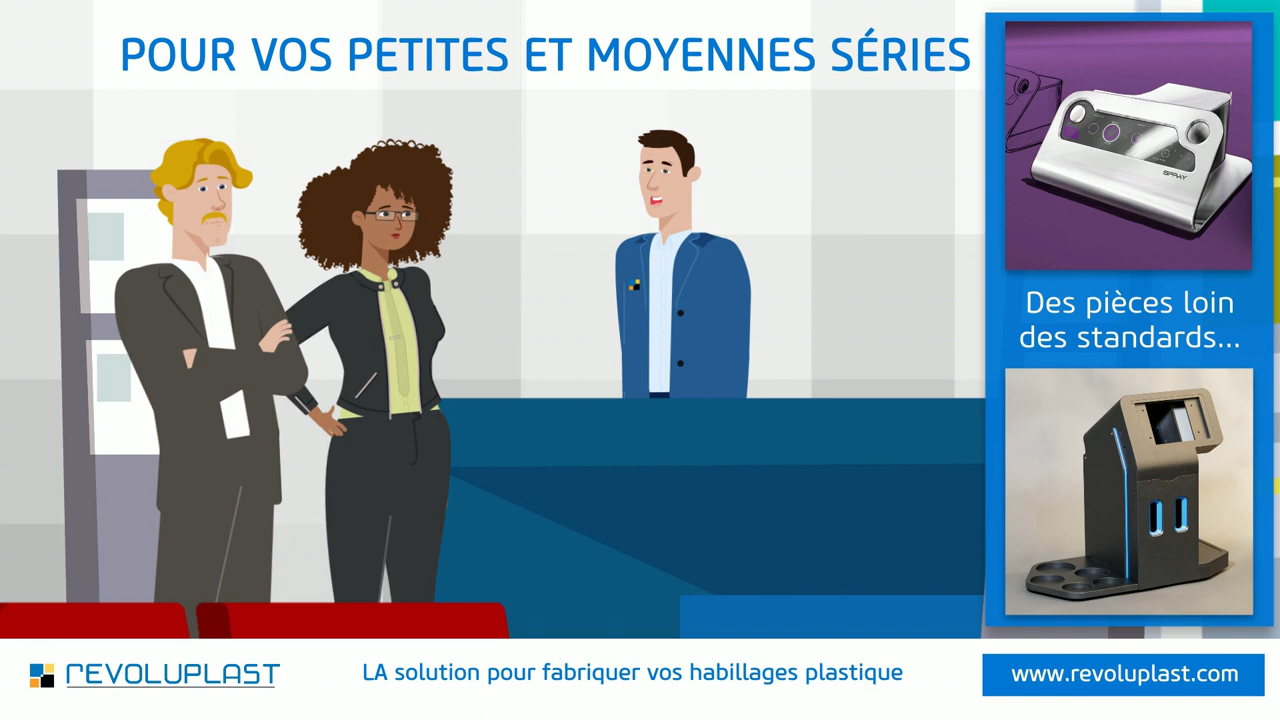 POUR VOS PETITES ET MOYENNES SÉRIES
SPRAY
Des pièces loin
des standards...
REVOLUPLAST
LA solution pour fabriquer vos habillages plastique
www.revoluplast.com